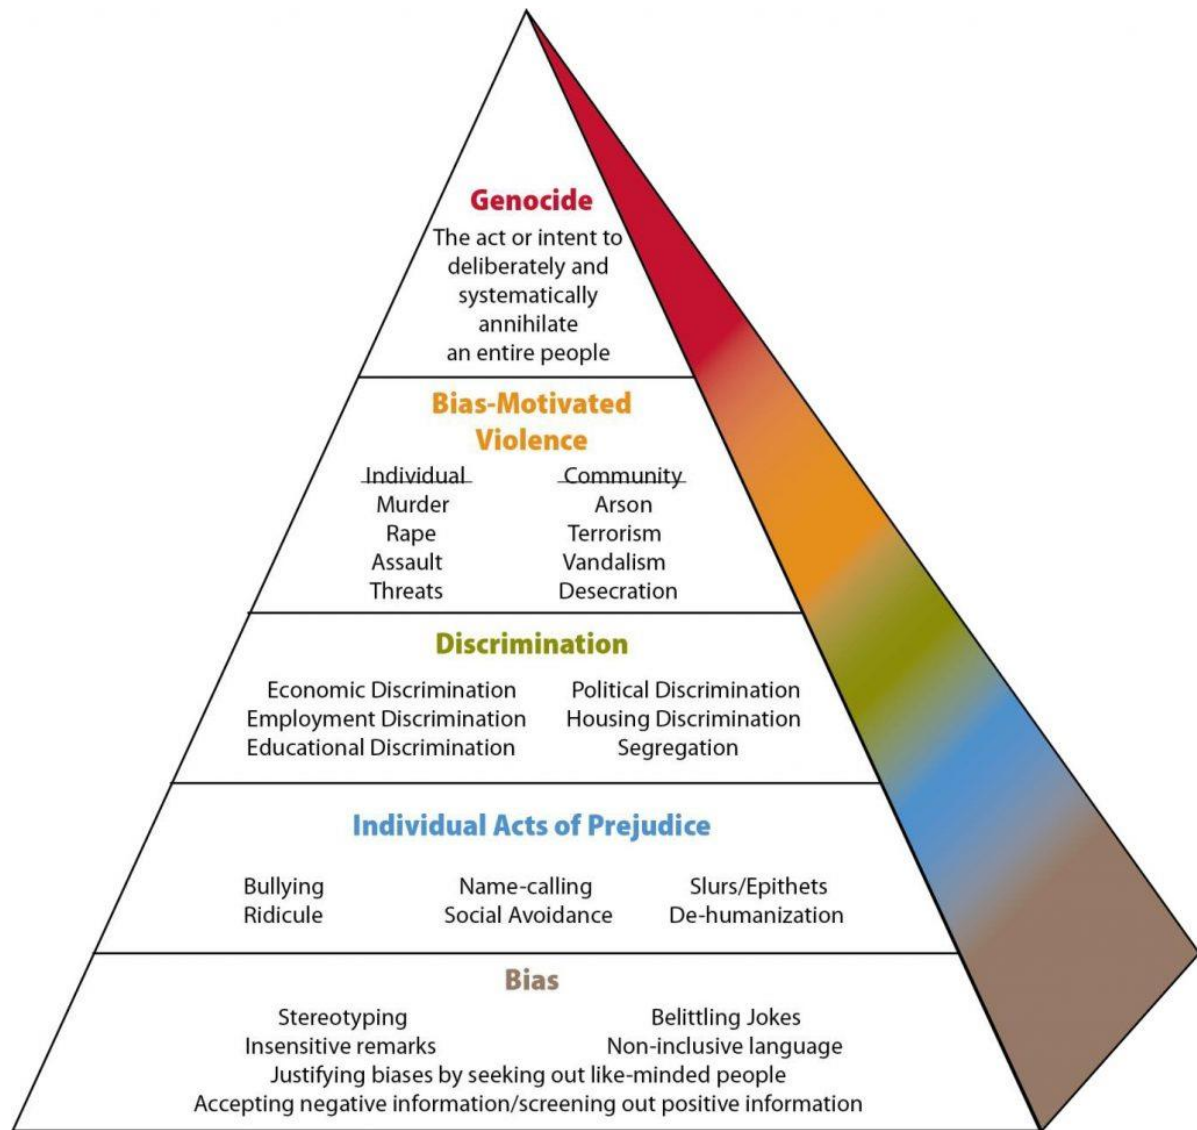 Genocide
The act or intent to
deliberately and
systematically
annihilate
an entire people
Bias-Motivated
Violence
Individual Community
Murder Arson
Rape Terrorism
Assault Vandalism
Threats Desecration
Discrimination
Economic Discrimination Political Discrimination
Employment Discrimination Housing Discrimination
Educational Discrimination Segregation
Individual Acts of Prejudice
Bullying Name-calling Slurs/Epithets
Ridicule Social Avoidance De-humanization
Bias
Stereotyping Belittling Jokes
Insensitive remarks Non-inclusive language
Justifying biases by seeking out like-minded people
Accepting negative information/screening out positive information